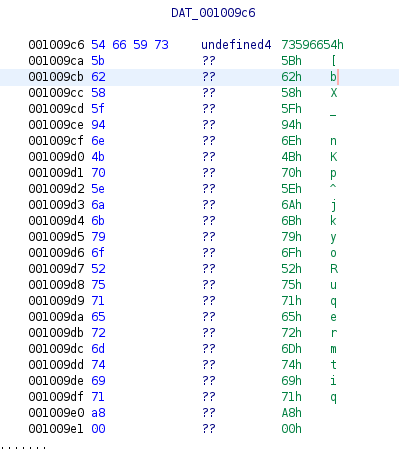 DAT_001009c6
001009c6 54 66 59 73 undefined4 73596654h
001009ca 5b ?? 5Bh [
001009cb 62 ?? 62h b
001009cc 58 ?? 58h X
001009cd 5f ?? 5Fh _
001009ce 94 ?? 94h
001009cf 6e ?? 6Eh n
001009d0 4b ?? 4Bh K
001009d1 70 ?? 70h p
001009d2 5e ?? 5Eh ^
001009d3 6a ?? 6Ah j
001009d4 6b ?? 6Bh k
001009d5 79 ?? 79h y
001009d6 6f ?? 6Fh o
001009d7 52 ?? 52h R
001009d8 75 ?? 75h u
001009d9 71 ?? 71h q
001009da 65 ?? 65h e
001009db 72 ?? 72h r
001009dc 6d ?? 6Dh m
001009dd 74 ?? 74h t
001009de 69 ?? 69h i
001009df 71 ?? 71h q
001009e0 a8 ?? A8h
001009e1 00 ?? 00h
.......